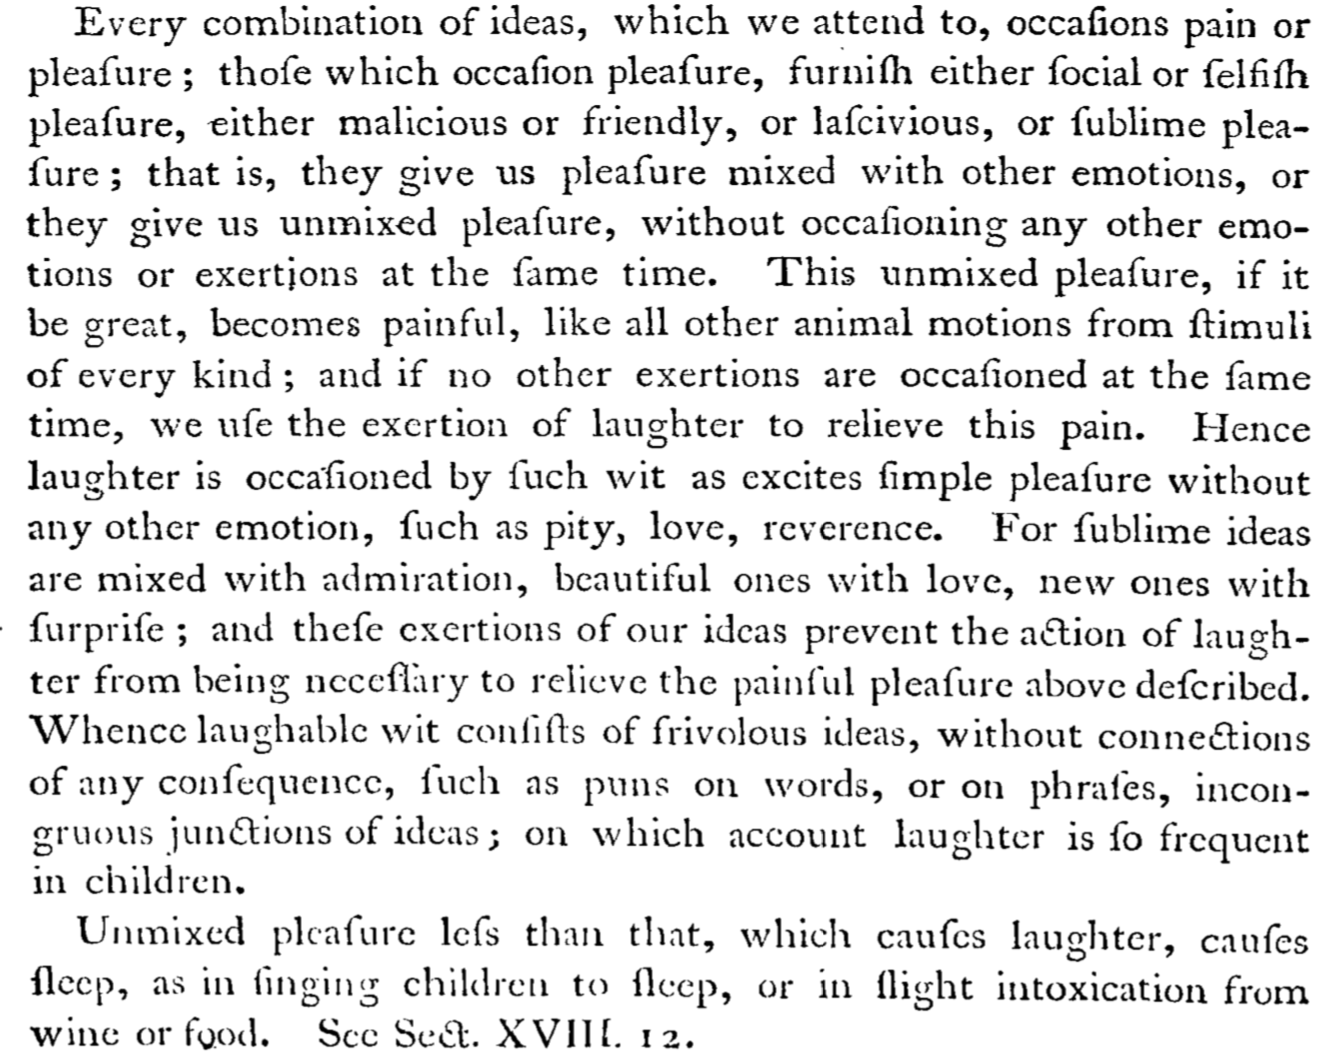 Every combination of ideas, which we attend to, occaſions pain or
pleaſure ; thoſe which occaſion pleaſure, furniſh either ſocial or ſelfiſh
pleaſure, either malicious or friendly, or laſcivious, or ſublime plea-
ſure ; that is, they give us pleaſure mixed with other emotions, or
they give us unmixed pleaſure, without occaſioning any other emo-
tions or exertions at the ſame time. This unmixed pleaſure, if it
be great, becomes painful, like all other animal motions from ſtimuli
of every kind ; and if no other exertions are occaſioned at the ſame
time, we uſe the exertion of laughter to relieve this pain. Hence
laughter is occaſioned by ſuch wit as excites ſimple pleaſure without
any other emotion, ſuch as pity, love, reverence. For ſublime ideas
are mixed with admiration, beautiful ones with love, new ones with
ſurpriſe ; and theſe exertions of our ideas prevent the action of laugh-
ter from being neceſſary to relieve the painful pleaſure above deſcribed.
Whence laughable wit conſiſts of frivolous ideas, without connections
of any conſequence, ſuch as puns on words, or on phraſes, incon-
gruous junctions of ideas ; on which account laughter is ſo frequent
in children.
Unmixed pleaſure leſs than that, which cauſes laughter, cauſes
ſleep, as in ſinging children to ſleep, or in ſlight intoxication from
wine or food. See Sect. XVIII. 12.